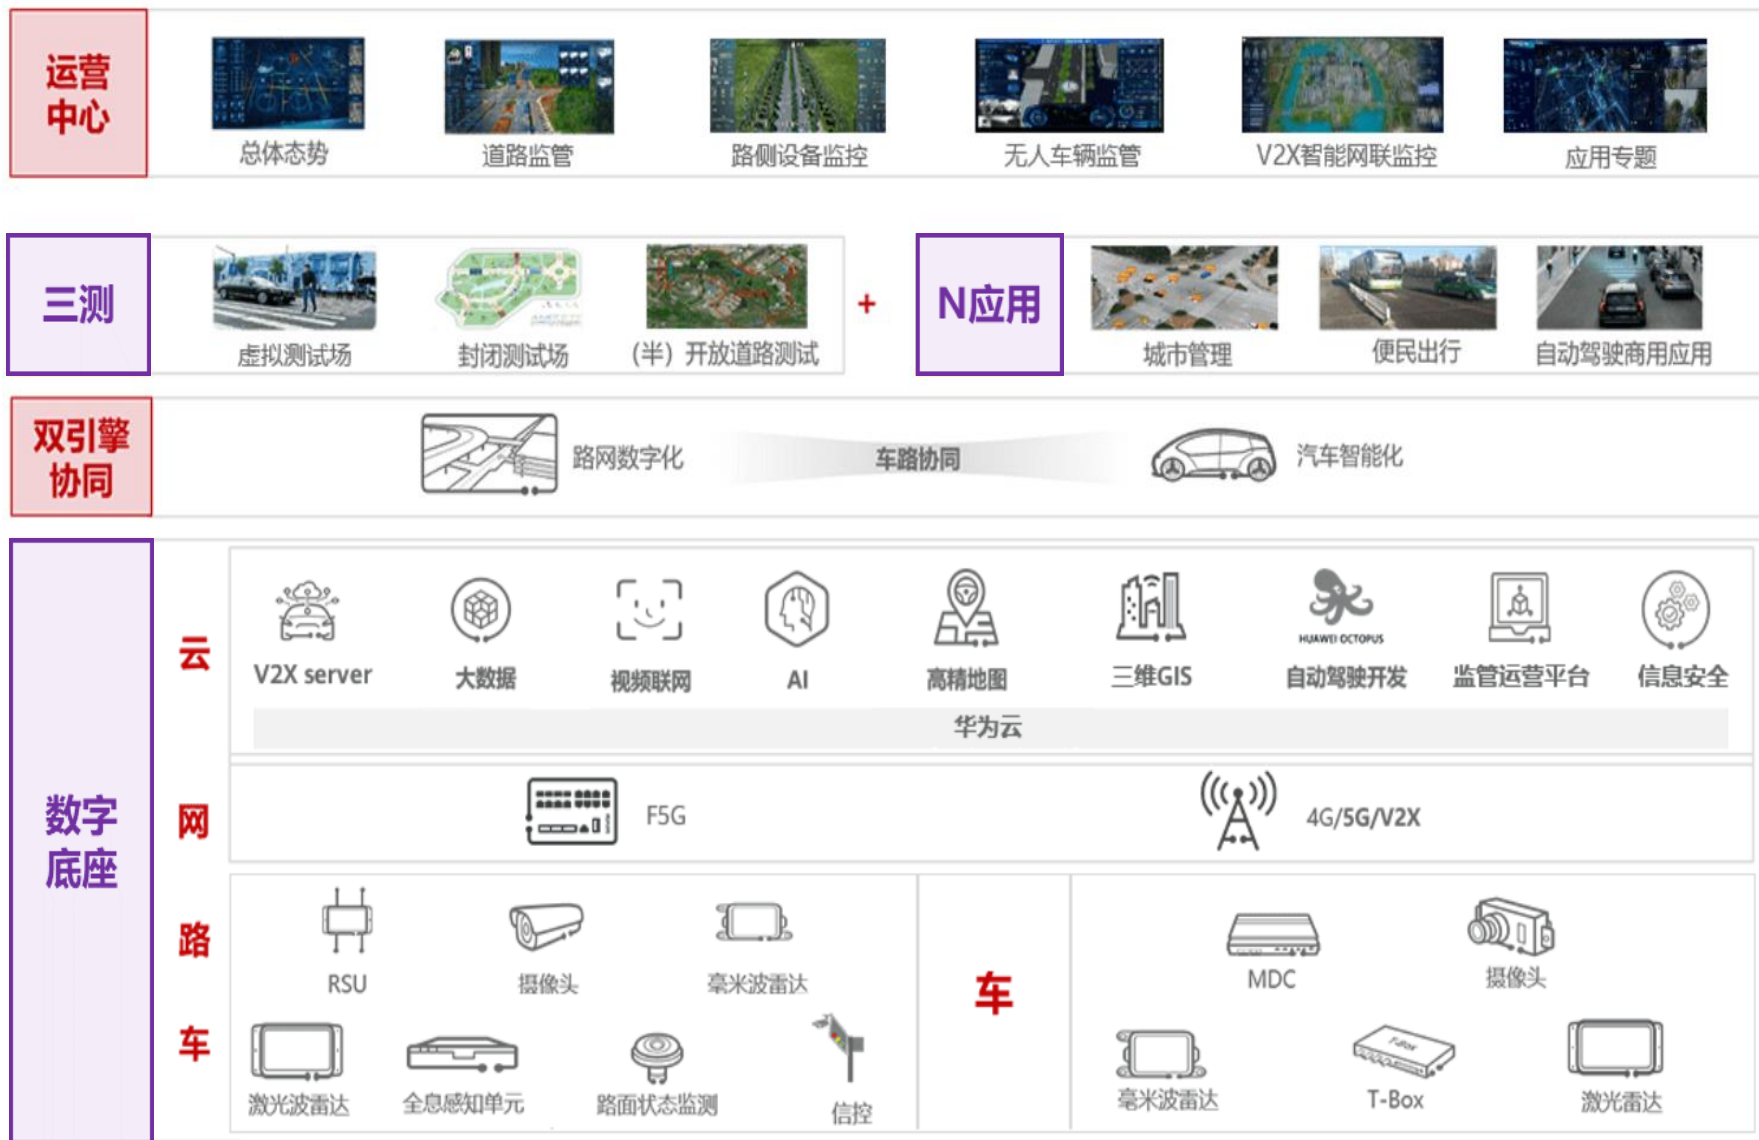 运营
中心
总体态势
道路监管
路侧设备监控
无人车辆监管
V2X智能网联监控
应用专题
三测
虚拟测试场
封闭测试场
(半）开放道路测试
+
N应用
城市管理
便民出行
自动驾驶商用应用
双引擎
协同
路网数字化
车路协同
汽车智能化
数字
底座
云
V2X server
大数据
视频联网
AI
高精地图
三维GIS
HUAWEI OCTOPUS
自动驾驶开发
监管运营平台
信息安全
华为云
网
F5G
4G/5G/V2X
路
车
RSU
摄像头
毫米波雷达
激光波雷达
全息感知单元
路面状态监测
信控
车
MDC
摄像头
毫米波雷达
T-Box
T-Box
激光雷达